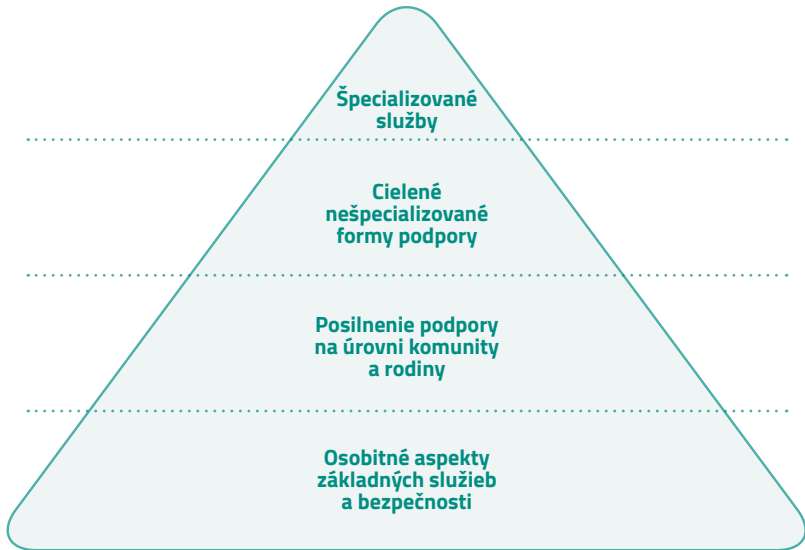 Špecializované
služby
Cielené
nešpecializované
formy podpory
Posilnenie podpory
na úrovni komunity
a rodiny
Osobitné aspekty
základných služieb
a bezpečnosti